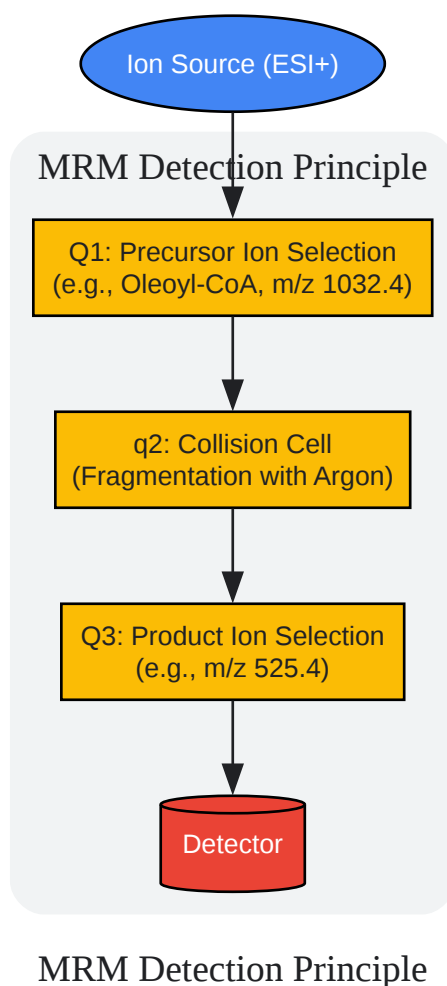 Ion Source (ESI+)
MRM Detection Principle
Q1: Precursor Ion Selection
(e.g., Oleoyl-CoA, m/z 1032.4)
q2: Collision Cell
(Fragmentation with Argon)
Q3: Product Ion Selection
(e.g., m/z 525.4)
Detector
MRM Detection Principle